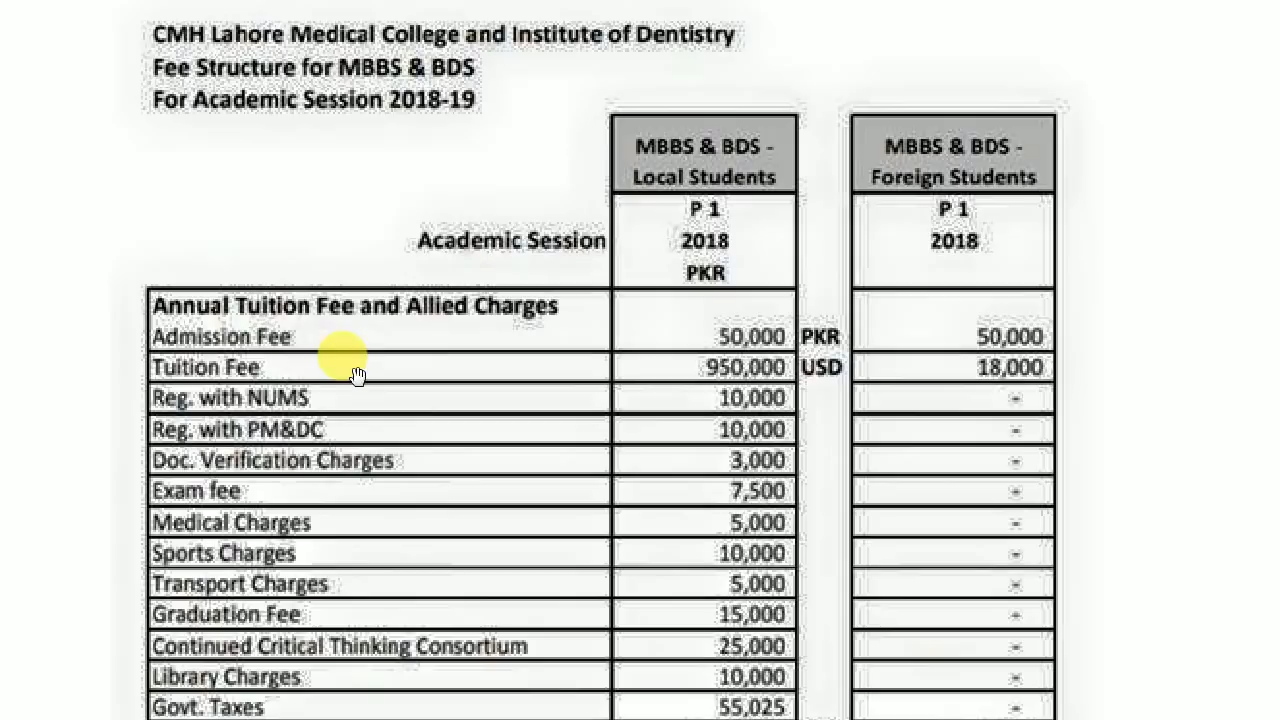 CMH Lahore Medical College and Institute of Dentistry
Fee Structure for MBBS & BDS
For Academic Session 2018-19
MBBS & BDS - MBBS & BDS -
Local Students Foreign Students
P 1 P 1
Academic Session 2018 2018
PKR
Annual Tuition Fee and Allied Charges
Admission Fee 50,000 PKR 50,000
Tuition Fee 950,000 USD 18,000
Reg. with NUMS 10,000 -
Reg. with PM&DC 10,000 -
Doc. Verification Charges 3,000 -
Exam fee 7,500 -
Medical Charges 5,000 -
Sports Charges 10,000 -
Transport Charges 5,000 -
Graduation Fee 15,000 -
Continued Critical Thinking Consortium 25,000 -
Library Charges 10,000 -
Govt. Taxes 55,025 -